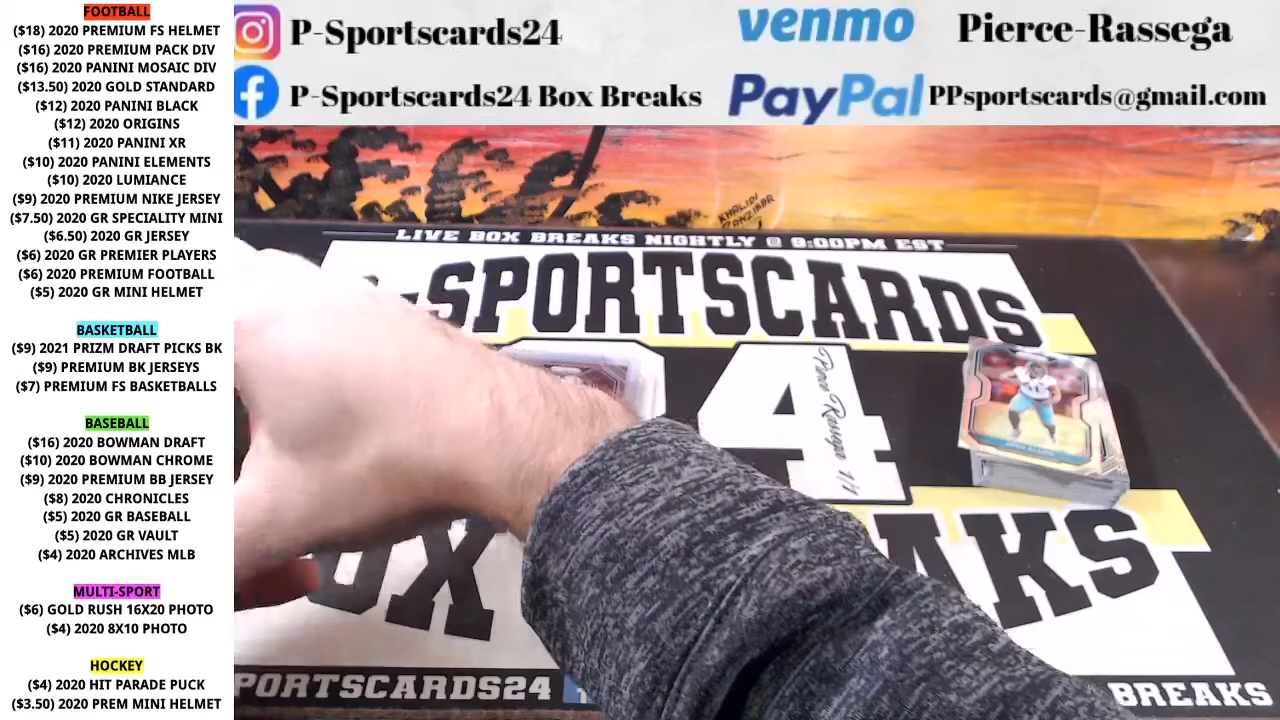 FOOTBALL
($18) 2020 PREMIUM FS HELMET
($16) 2020 PREMIUM PACK DIV
($16) 2020 PANINI MOSAIC DIV
($13.50) 2020 GOLD STANDARD
($12) 2020 PANINI BLACK
($12) 2020 ORIGINS
($11) 2020 PANINI XR
($10) 2020 PANINI ELEMENTS
($10) 2020 LUMIANCE
($9) 2020 PREMIUM NIKE JERSEY
($7.50) 2020 GR SPECIALITY MINI
($6.50) 2020 GR JERSEY
($6) 2020 GR PREMIER PLAYERS
($6) 2020 PREMIUM FOOTBALL
($5) 2020 GR MINI HELMET
BASKETBALL
($9) 2021 PRIZM DRAFT PICKS BK
($9) PREMIUM BK JERSEYS
($7) PREMIUM FS BASKETBALLS
BASEBALL
($16) 2020 BOWMAN DRAFT
($10) 2020 BOWMAN CHROME
($9) 2020 PREMIUM BB JERSEY
($8) 2020 CHRONICLES
($5) 2020 GR BASEBALL
($5) 2020 GR VAULT
($4) 2020 ARCHIVES MLB
MULTI-SPORT
($6) GOLD RUSH 16X20 PHOTO
($4) 2020 8X10 PHOTO
HOCKEY
($4) 2020 HIT PARADE PUCK
($3.50) 2020 PREM MINI HELMET
P-Sportscards24
venmo Pierce-Rassega
P-Sportscards24 Box Breaks
PayPal PPsportscards@gmail.com
KHALIDI
ZANZIBAR
LIVE BOX BREAKS NIGHTLY @ 9:00PM EST
-SPORTSCARDS
4
1/1
OX
AKS
PORTSCARDS24
BREAKS